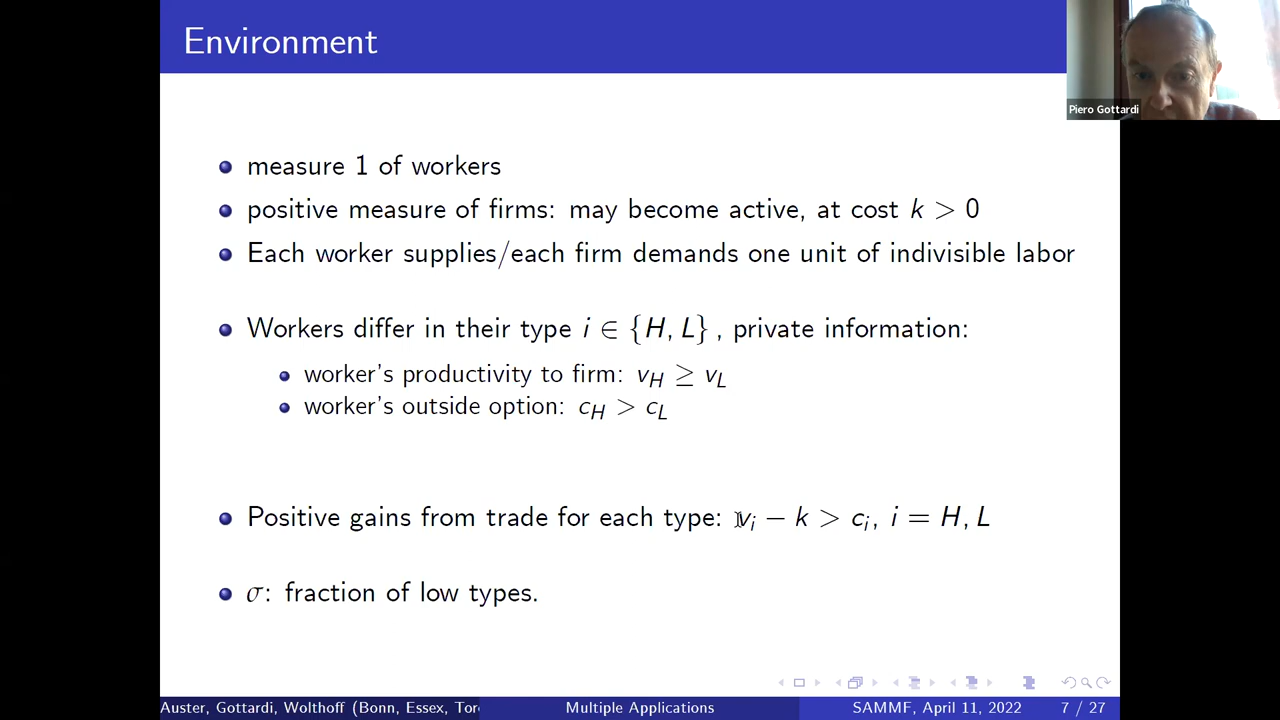 Environment
Piero Gottardi
measure 1 of workers
positive measure of firms: may become active, at cost k > 0
Each worker supplies/each firm demands one unit of indivisible labor
Workers differ in their type i ∈ {H, L} , private information:
worker's productivity to firm: v_H ≥ v_L
worker's outside option: c_H > c_L
Positive gains from trade for each type: v_i − k > c_i, i = H, L
σ: fraction of low types.
Auster, Gottardi, Wolthoff (Bonn, Essex, Tor
Multiple Applications
SAMMF, April 11, 2022
7 / 27